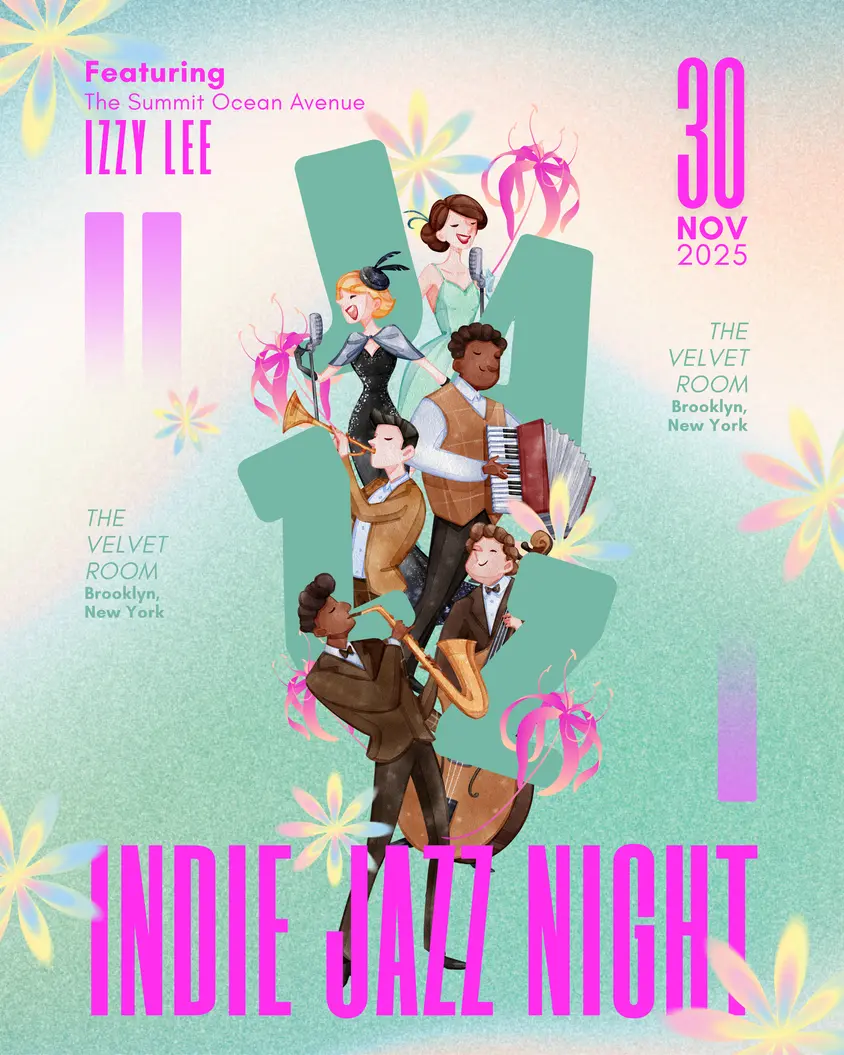 Featuring
The Summit Ocean Avenue
IZZY LEE
30
NOV
2025
THE
VELVET
ROOM
Brooklyn,
New York
THE
VELVET
ROOM
Brooklyn,
New York
INDIE JAZZ NIGHT